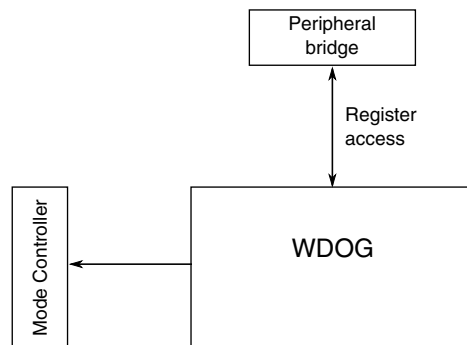 Peripheral
bridge
Register
access
WDOG
Mode Controller